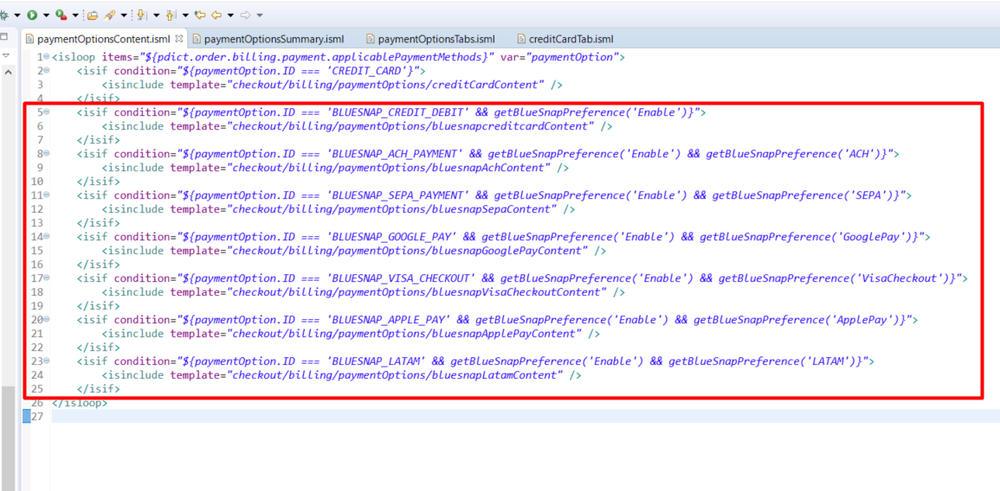 paymentOptionsContent.isml paymentOptionsSummary.isml paymentOptionsTabs.isml creditCardTab.isml
1 <isloop items="${pdict.order.billing.payment.applicablePaymentMethods}" var="paymentOption">
2 <isif condition="${paymentOption.ID === 'CREDIT_CARD'}">
3 <isinclude template="checkout/billing/paymentOptions/creditCardContent" />
4 </isif>
5 <isif condition="${paymentOption.ID === 'BLUESNAP_CREDIT_DEBIT' && getBlueSnapPreference('Enable')}">
6 <isinclude template="checkout/billing/paymentOptions/bluesnapcreditcardContent" />
7 </isif>
8 <isif condition="${paymentOption.ID === 'BLUESNAP_ACH_PAYMENT' && getBlueSnapPreference('Enable') && getBlueSnapPreference('ACH')}">
9 <isinclude template="checkout/billing/paymentOptions/bluesnapAchContent" />
10 </isif>
11 <isif condition="${paymentOption.ID === 'BLUESNAP_SEPA_PAYMENT' && getBlueSnapPreference('Enable') && getBlueSnapPreference('SEPA')}">
12 <isinclude template="checkout/billing/paymentOptions/bluesnapSepaContent" />
13 </isif>
14 <isif condition="${paymentOption.ID === 'BLUESNAP_GOOGLE_PAY' && getBlueSnapPreference('Enable') && getBlueSnapPreference('GooglePay')}">
15 <isinclude template="checkout/billing/paymentOptions/bluesnapGooglePayContent" />
16 </isif>
17 <isif condition="${paymentOption.ID === 'BLUESNAP_VISA_CHECKOUT' && getBlueSnapPreference('Enable') && getBlueSnapPreference('VisaCheckout')}">
18 <isinclude template="checkout/billing/paymentOptions/bluesnapVisaCheckoutContent" />
19 </isif>
20 <isif condition="${paymentOption.ID === 'BLUESNAP_APPLE_PAY' && getBlueSnapPreference('Enable') && getBlueSnapPreference('ApplePay')}">
21 <isinclude template="checkout/billing/paymentOptions/bluesnapApplePayContent" />
22 </isif>
23 <isif condition="${paymentOption.ID === 'BLUESNAP_LATAM' && getBlueSnapPreference('Enable') && getBlueSnapPreference('LATAM')}">
24 <isinclude template="checkout/billing/paymentOptions/bluesnapLatamContent" />
25 </isif>
26 </isloop>
27